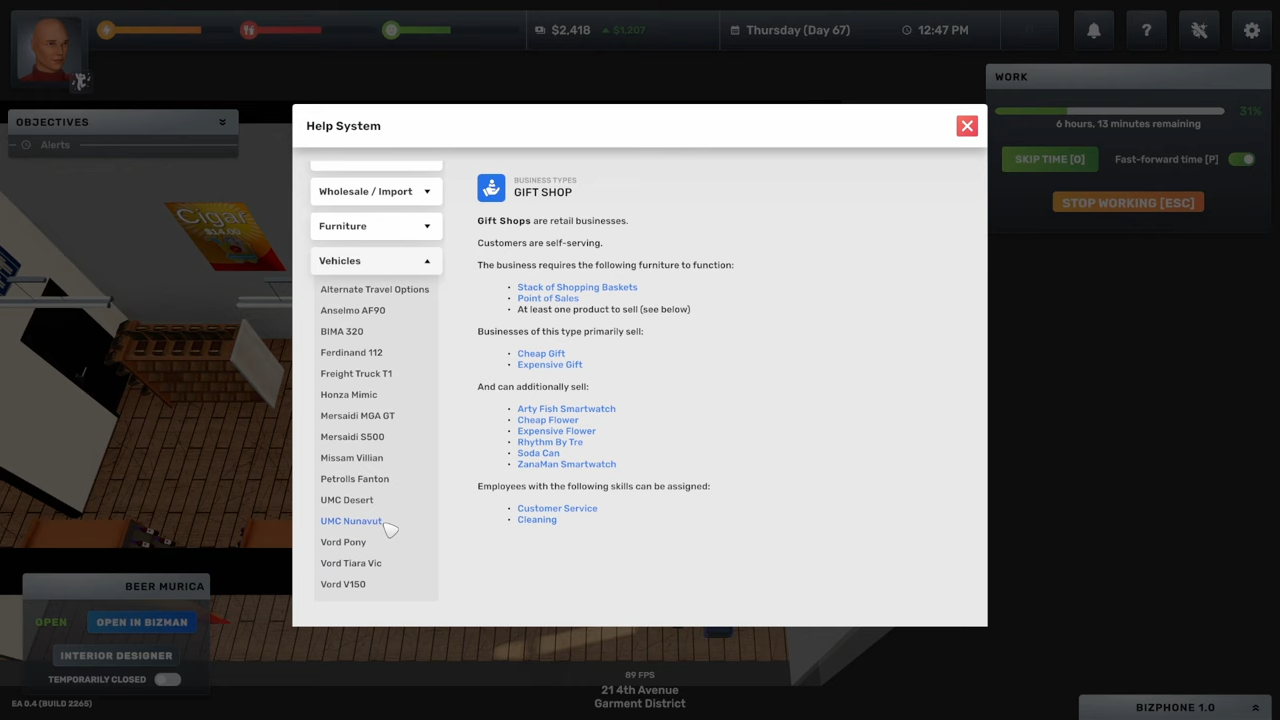 $2,418
$1,207
Thursday (Day 67)
12:47 PM
?
OBJECTIVES
Alerts
WORK
31%
6 hours, 13 minutes remaining
SKIP TIME [O]
Fast-forward time [P]
STOP WORKING [ESC]
Cigar
$14.00
Help System
Wholesale / Import
Furniture
Vehicles
Alternate Travel Options
Anselmo AF90
BIMA 320
Ferdinand 112
Freight Truck T1
Honza Mimic
Mersaidi MGA GT
Mersaidi S500
Missam Villian
Petrolls Fanton
UMC Desert
UMC Nunavut
Vord Pony
Vord Tiara Vic
Vord V150
BUSINESS TYPES
GIFT SHOP
Gift Shops are retail businesses.
Customers are self-serving.
The business requires the following furniture to function:
• Stack of Shopping Baskets
• Point of Sales
• At least one product to sell (see below)
Businesses of this type primarily sell:
• Cheap Gift
• Expensive Gift
And can additionally sell:
• Arty Fish Smartwatch
• Cheap Flower
• Expensive Flower
• Rhythm By Tre
• Soda Can
• ZanaMan Smartwatch
Employees with the following skills can be assigned:
• Customer Service
• Cleaning
BEER MURICA
OPEN
OPEN IN BIZMAN
INTERIOR DESIGNER
TEMPORARILY CLOSED
EA 0.4 (BUILD 2265)
89 FPS
21 4th Avenue
Garment District
BIZPHONE 1.0